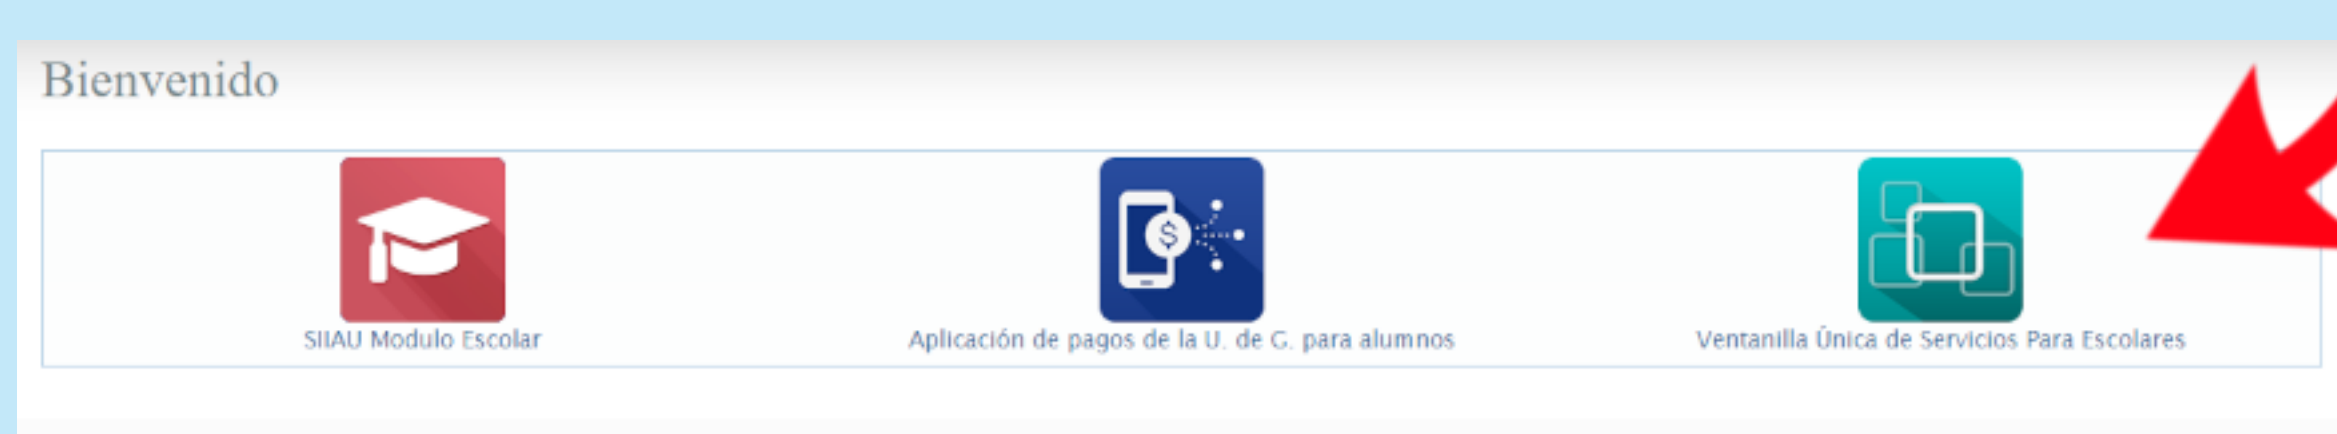 Bienvenido
$
SIIAU Modulo Escolar
Aplicación de pagos de la U. de G. para alumnos
Ventanilla Única de Servicios Para Escolares